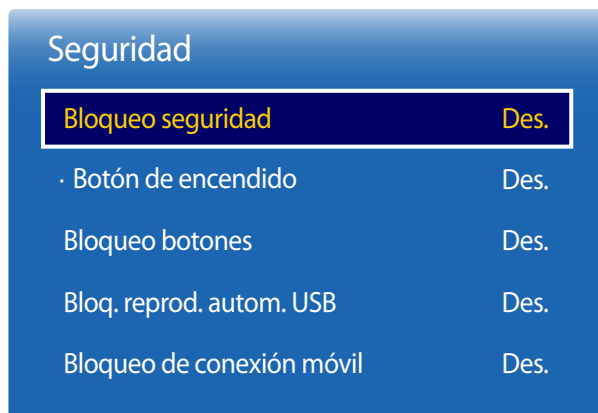 Seguridad
Bloqueo seguridad Des.
· Botón de encendido Des.
Bloqueo botones Des.
Bloq. reprod. autom. USB Des.
Bloqueo de conexión móvil Des.